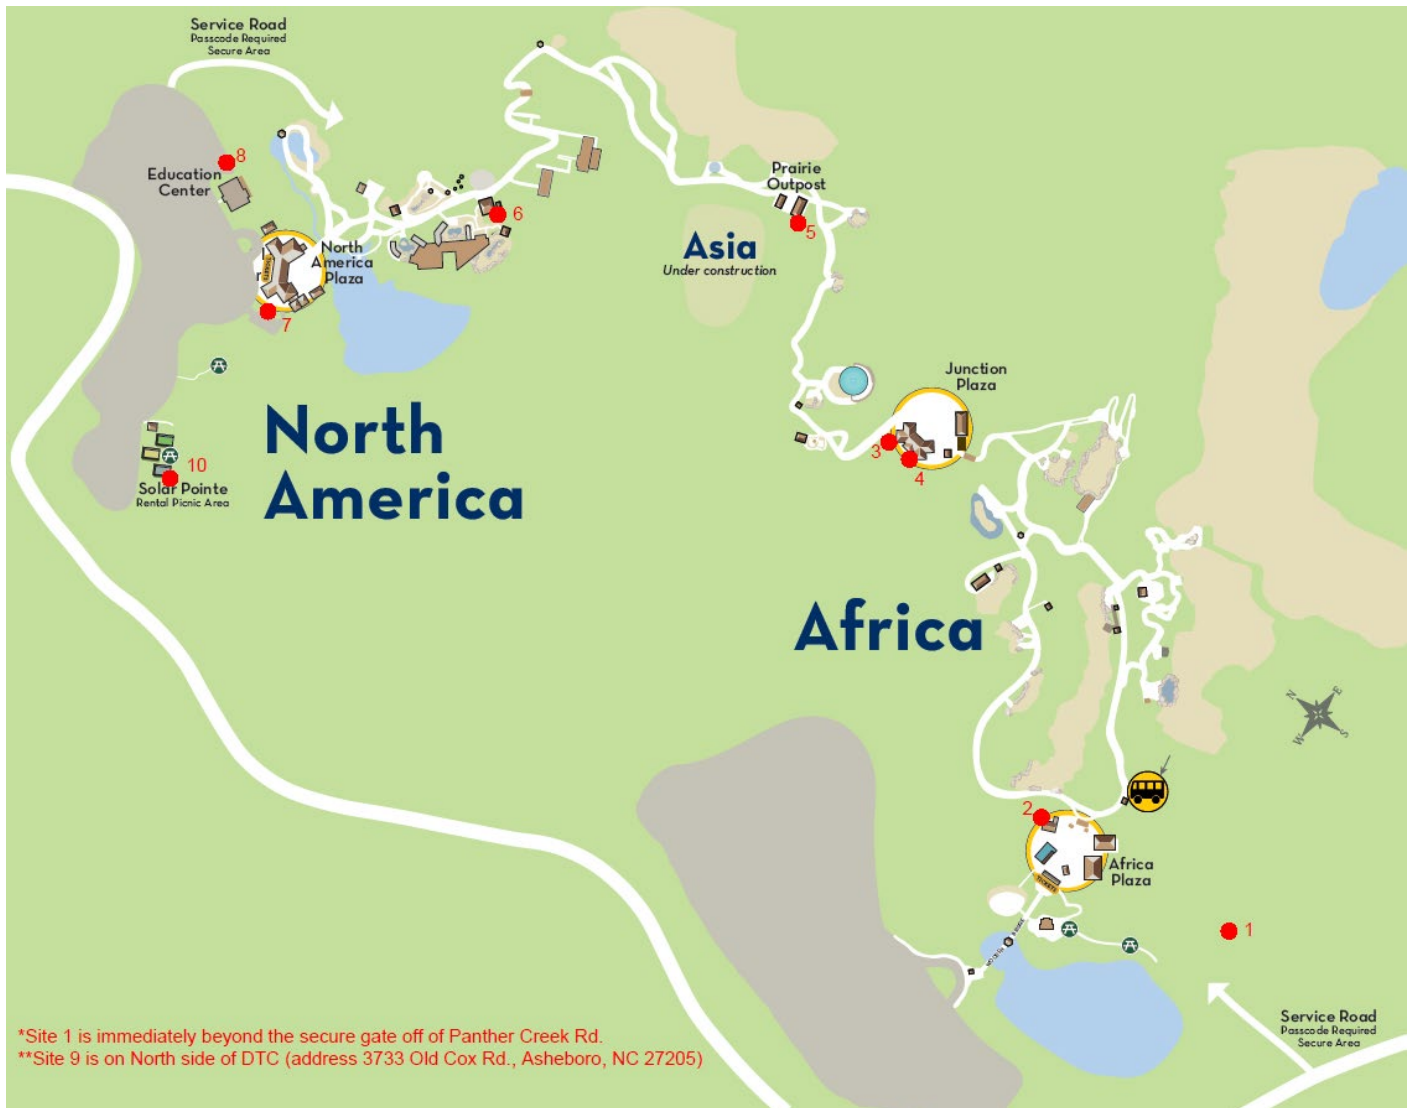 Service Road
Passcode Required
Secure Area
8
Education
Center
North
America
Plaza
TICKETS
7
6
Prairie
Outpost
5
Asia
Under construction
Junction
Plaza
3
4
North
America
10
Solar Pointe
Rental Picnic Area
Africa
N
E
W
S
2
Africa
Plaza
TICKETS
1
Service Road
Passcode Required
Secure Area
*Site 1 is immediately beyond the secure gate off of Panther Creek Rd.
**Site 9 is on North side of DTC (address 3733 Old Cox Rd., Asheboro, NC 27205)